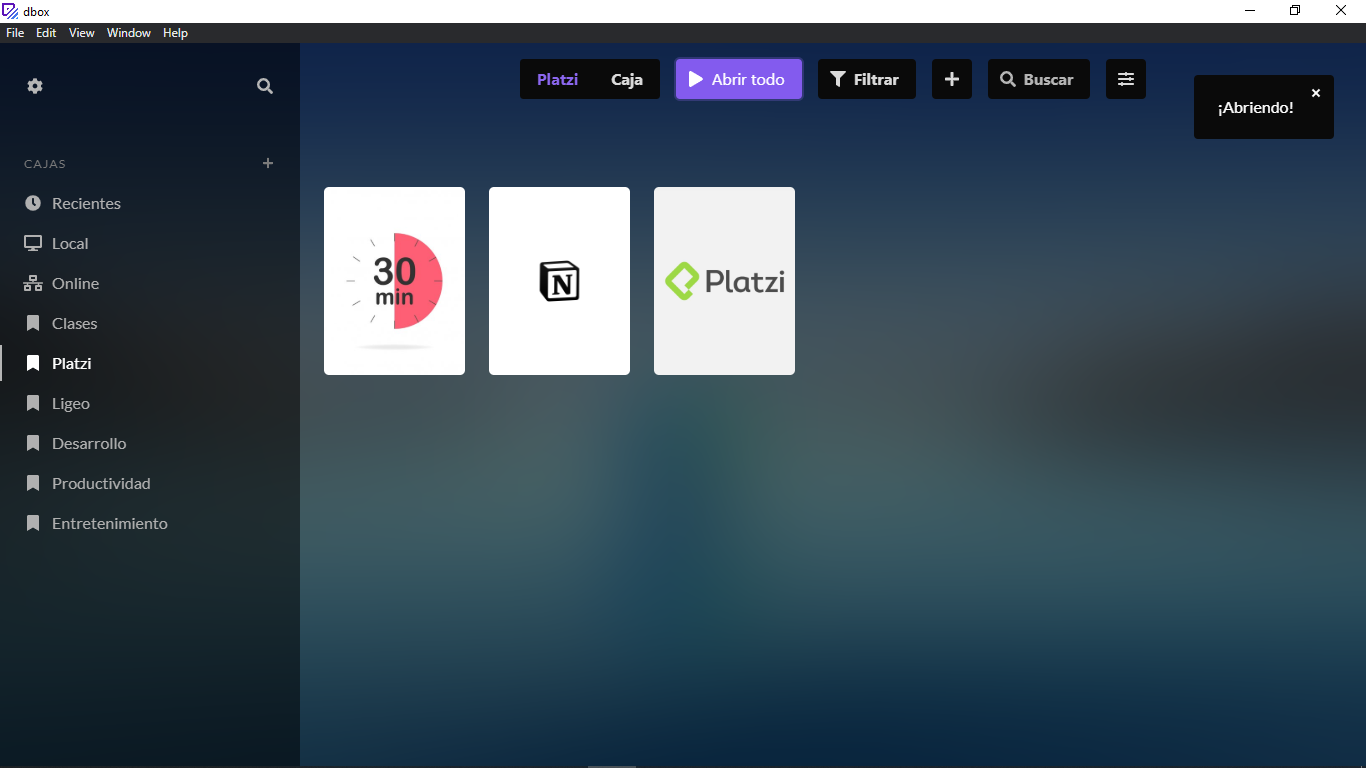 dbox
File Edit View Window Help
Platzi Caja Abrir todo Filtrar Buscar
¡Abriendo!
CAJAS
Recientes
Local
Online
Clases
Platzi
Ligeo
Desarrollo
Productividad
Entretenimiento
30
min
N
Platzi